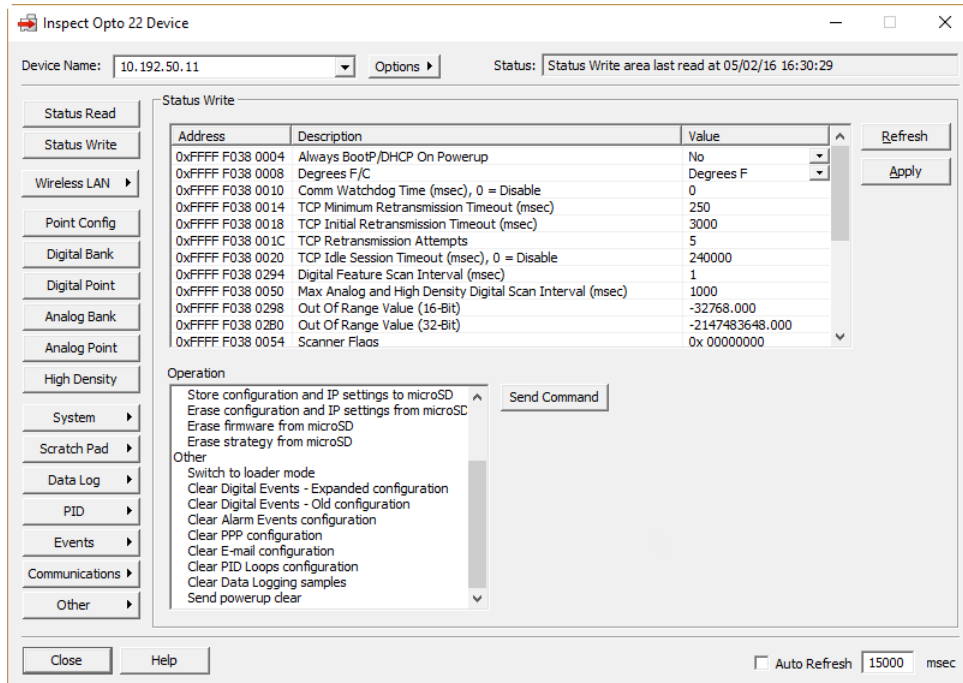 Inspect Opto 22 Device
Device Name: 10.192.50.11 Options Status: Status Write area last read at 05/02/16 16:30:29
Status Read
Status Write
Wireless LAN
Point Config
Digital Bank
Digital Point
Analog Bank
Analog Point
High Density
System
Scratch Pad
Data Log
PID
Events
Communications
Other
Status Write
Address Description Value
0xFFFF F038 0004 Always BootP/DHCP On Powerup No
0xFFFF F038 0008 Degrees F/C Degrees F
0xFFFF F038 0010 Comm Watchdog Time (msec), 0 = Disable 0
0xFFFF F038 0014 TCP Minimum Retransmission Timeout (msec) 250
0xFFFF F038 0018 TCP Initial Retransmission Timeout (msec) 3000
0xFFFF F038 001C TCP Retransmission Attempts 5
0xFFFF F038 0020 TCP Idle Session Timeout (msec), 0 = Disable 240000
0xFFFF F038 0294 Digital Feature Scan Interval (msec) 1
0xFFFF F038 0050 Max Analog and High Density Digital Scan Interval (msec) 1000
0xFFFF F038 0298 Out Of Range Value (16-Bit) -32768.000
0xFFFF F038 02B0 Out Of Range Value (32-Bit) -2147483648.000
0xFFFF F038 0054 Scanner Flags 0x 00000000
Refresh
Apply
Operation
Store configuration and IP settings to microSD
Erase configuration and IP settings from microSD
Erase firmware from microSD
Erase strategy from microSD
Other
Switch to loader mode
Clear Digital Events - Expanded configuration
Clear Digital Events - Old configuration
Clear Alarm Events configuration
Clear PPP configuration
Clear E-mail configuration
Clear PID Loops configuration
Clear Data Logging samples
Send powerup clear
Send Command
Close Help Auto Refresh 15000 msec